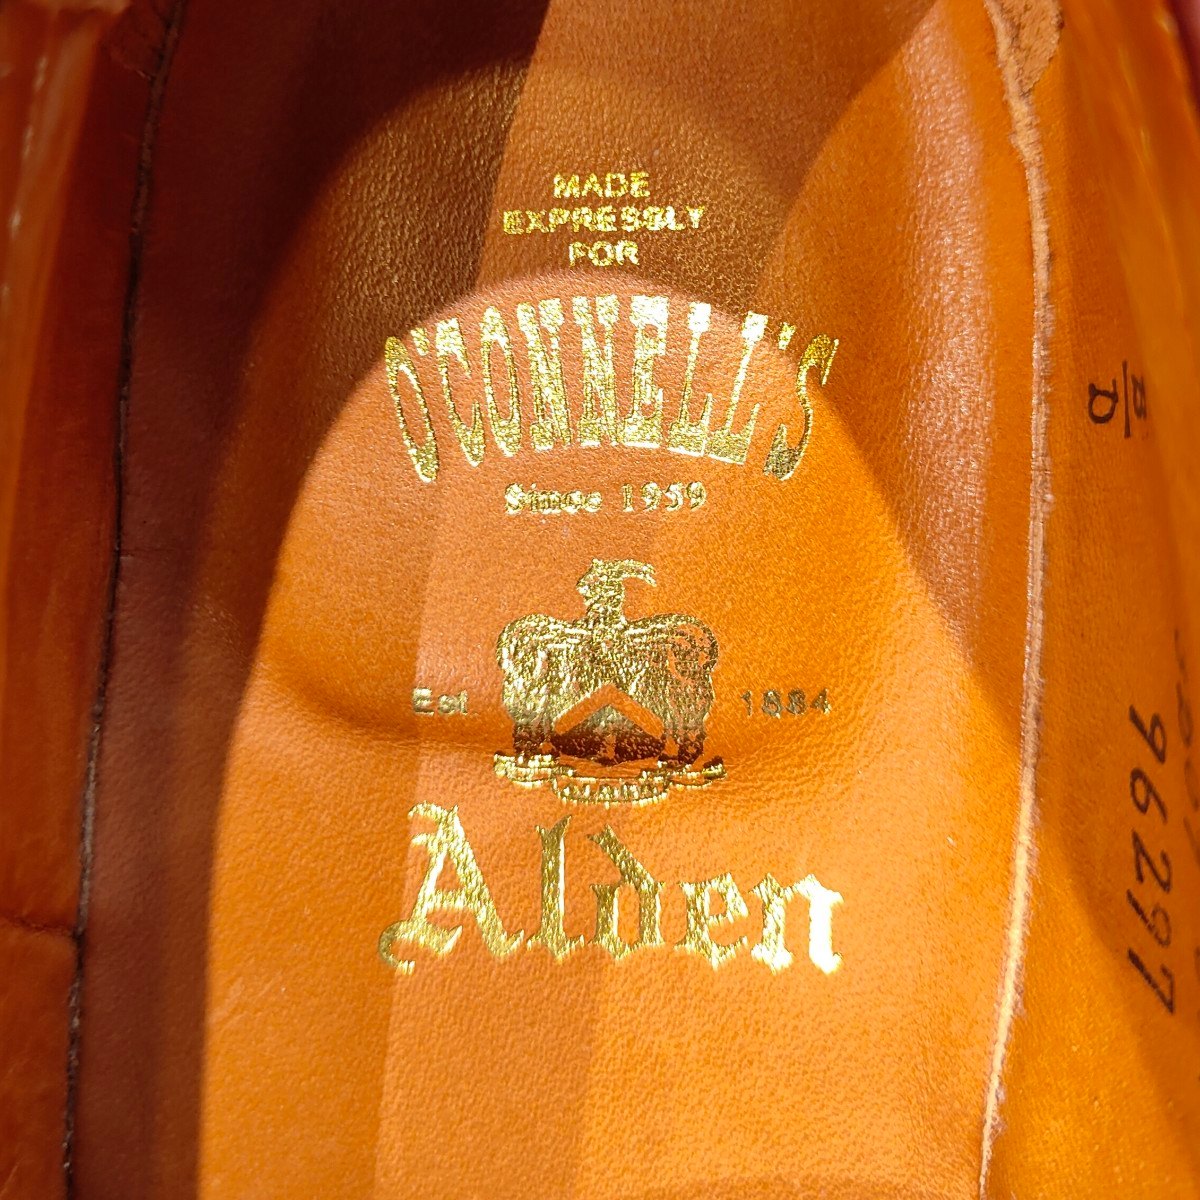 MADE
EXPRESSLY
FOR
O'CONNELL'S
Since 1959
Est 1884
Alden
B/D
96297